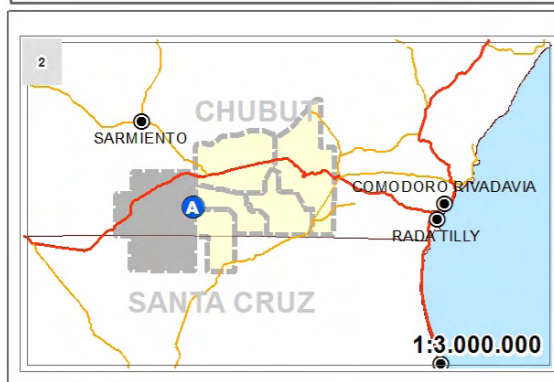 2
CHUBUT
SARMIENTO
COMODORO RIVADAVIA
A
RADA TILLY
SANTA CRUZ
1:3.000.000